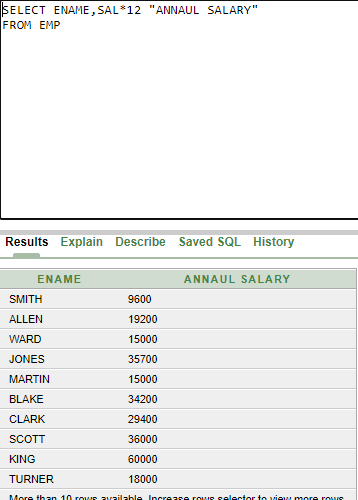 SELECT ENAME,SAL*12 "ANNAUL SALARY"
FROM EMP
Results Explain Describe Saved SQL History
ENAME ANNAUL SALARY
SMITH 9600
ALLEN 19200
WARD 15000
JONES 35700
MARTIN 15000
BLAKE 34200
CLARK 29400
SCOTT 36000
KING 60000
TURNER 18000
More than 10 rows available. Increase rows selector to view more rows.